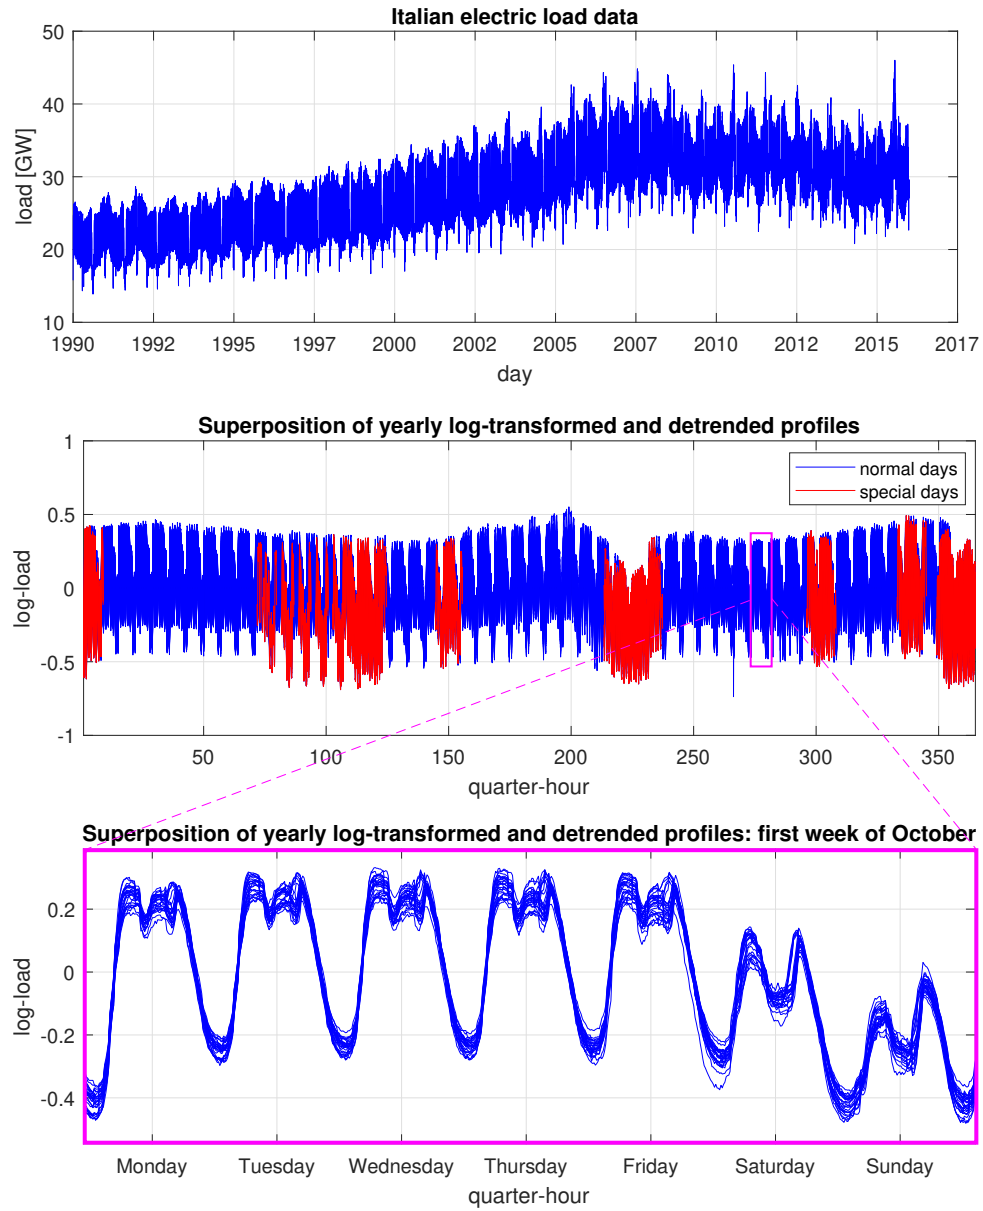 Italian electric load data
50
40
30
20
10
load [GW]
1990 1992 1995 1997 2000 2002 2005 2007 2010 2012 2015 2017
day
Superposition of yearly log-transformed and detrended profiles
1
0.5
0
-0.5
-1
log-load
normal days
special days
50 100 150 200 250 300 350
quarter-hour
Superposition of yearly log-transformed and detrended profiles: first week of October
0.2
0
-0.2
-0.4
log-load
Monday Tuesday Wednesday Thursday Friday Saturday Sunday
quarter-hour